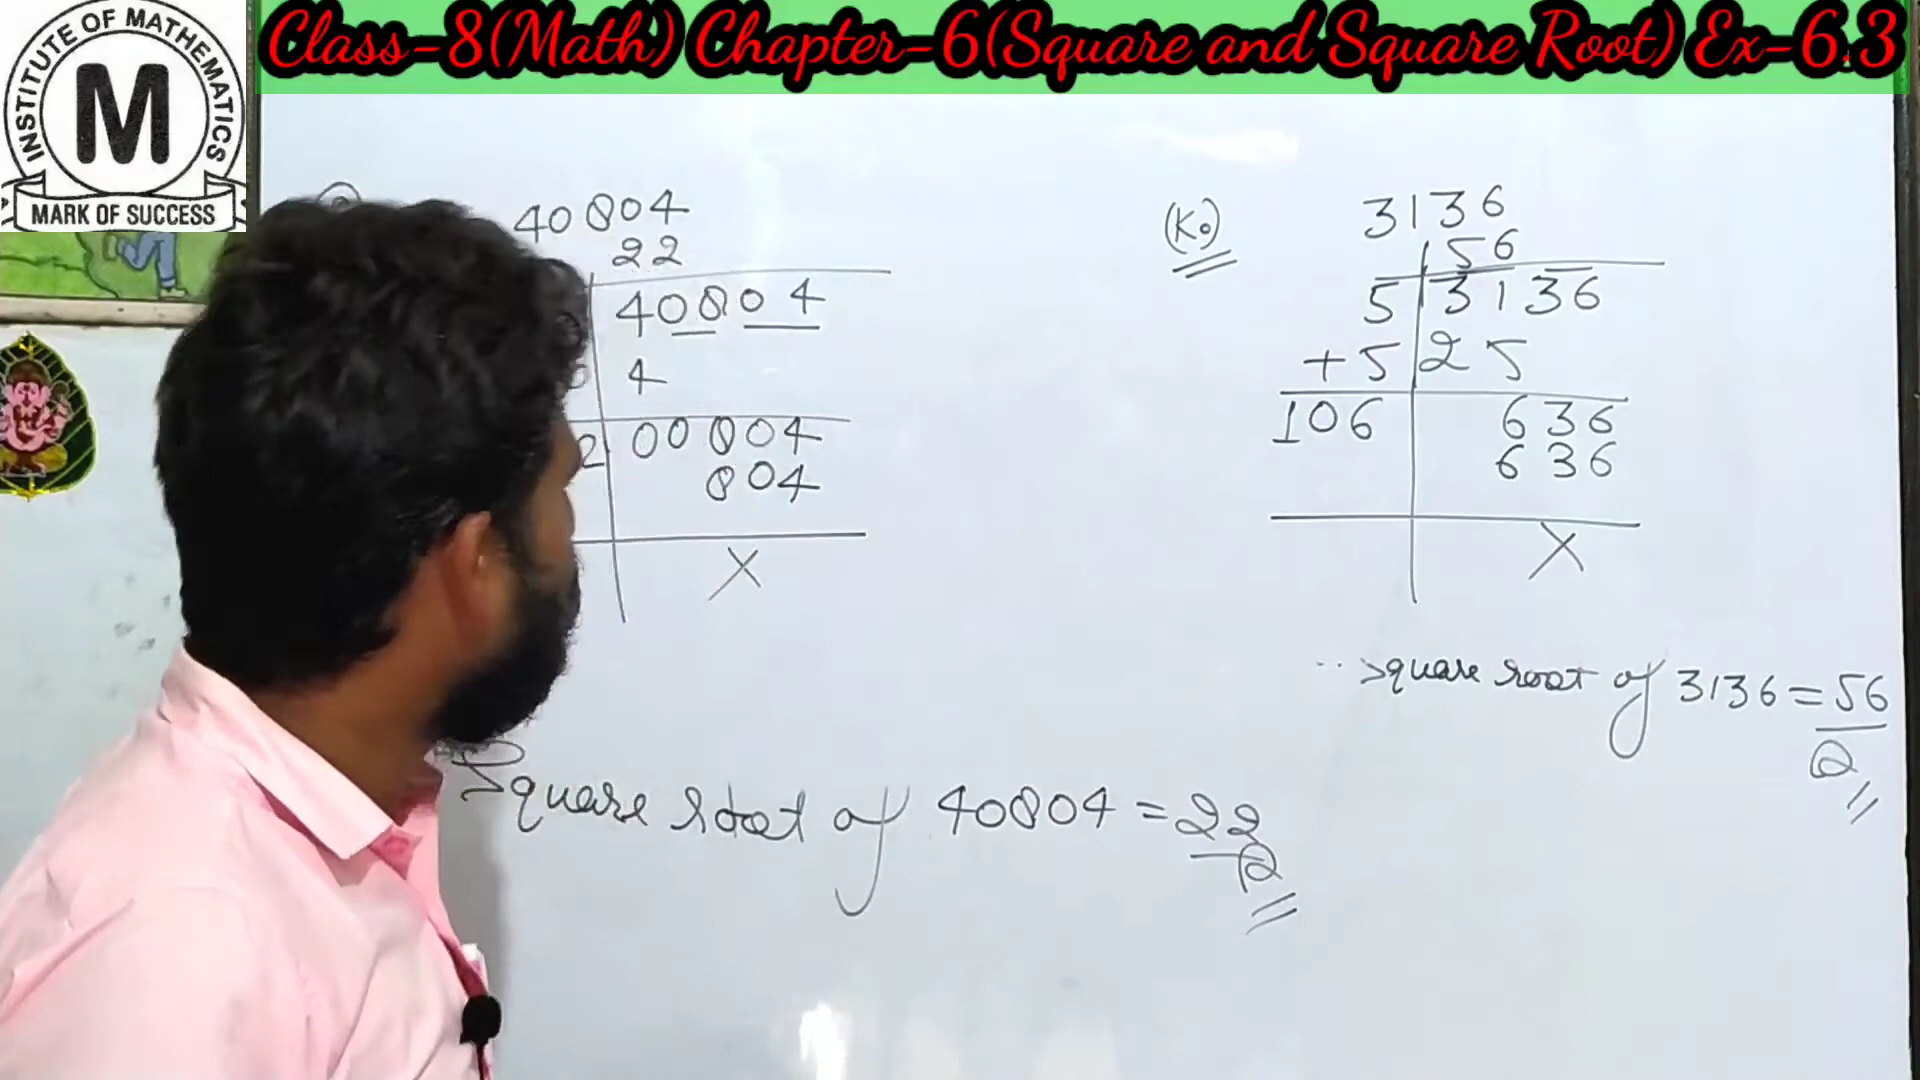 Class-8(Math) Chapter-6(Square and Square Root) Ex-6.3
INSTITUTE OF MATHEMATICS
M
MARK OF SUCCESS
40804
22
40804
4
2 00804
804
X
Square root of 40804 = 22
(K.)
3136
56
5 3136
+5 25
106 636
636
X
Square root of 3136 = 56